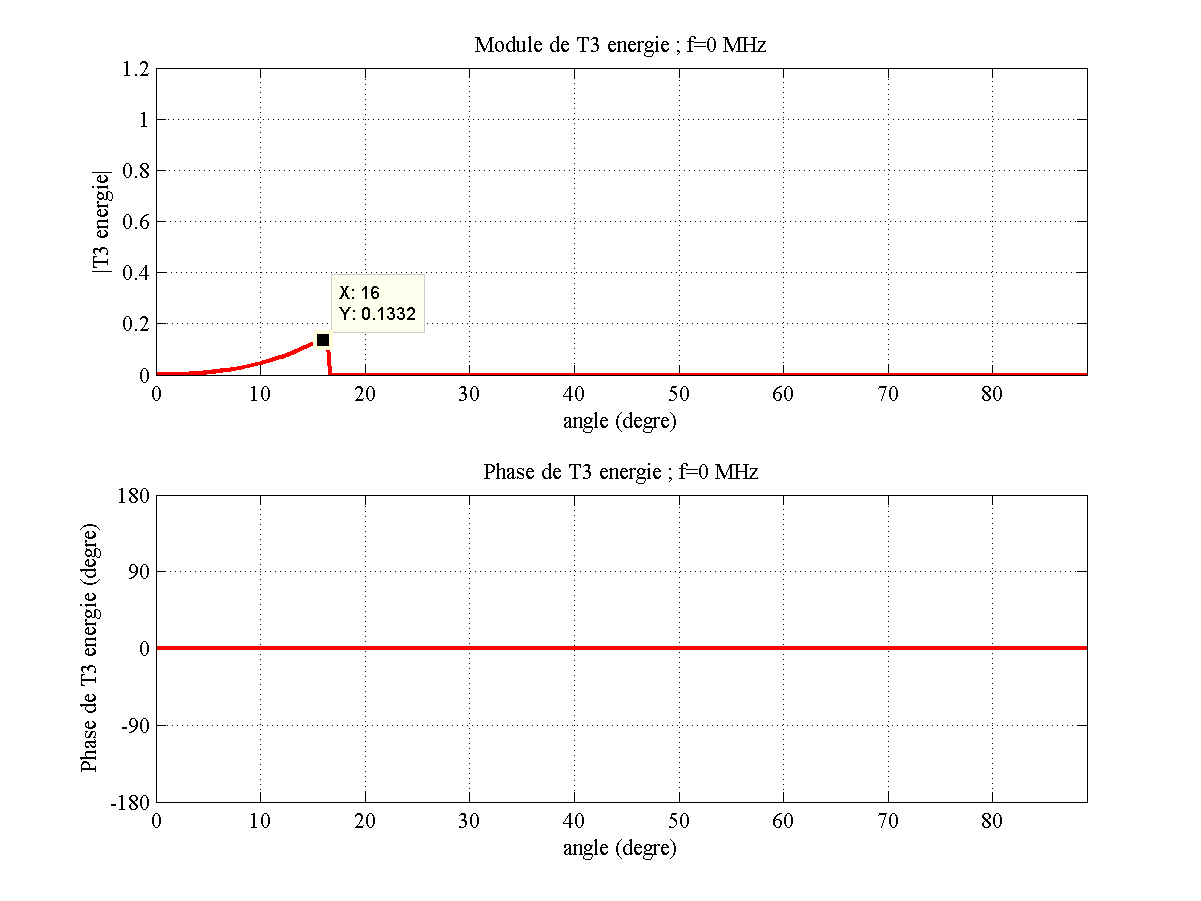 Module de T3 energie ; f=0 MHz
1.2
1
0.8
0.6
0.4
0.2
0
|T3 energie|
X: 16
Y: 0.1332
0 10 20 30 40 50 60 70 80
angle (degre)
Phase de T3 energie ; f=0 MHz
180
90
0
-90
-180
Phase de T3 energie (degre)
0 10 20 30 40 50 60 70 80
angle (degre)